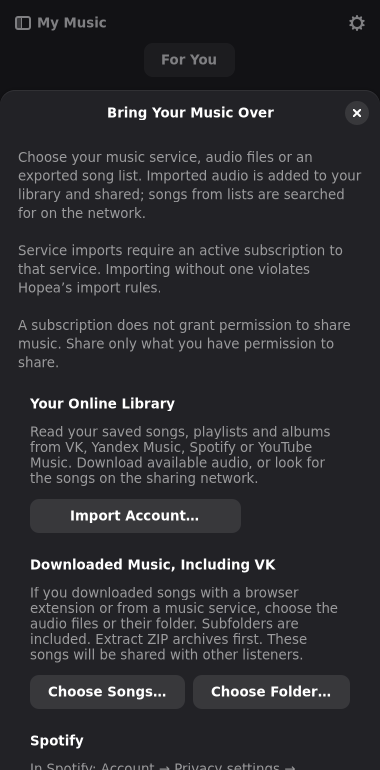 My Music
For You
Bring Your Music Over
Choose your music service, audio files or an
exported song list. Imported audio is added to your
library and shared; songs from lists are searched
for on the network.
Service imports require an active subscription to
that service. Importing without one violates
Hopea’s import rules.
A subscription does not grant permission to share
music. Share only what you have permission to
share.
Your Online Library
Read your saved songs, playlists and albums
from VK, Yandex Music, Spotify or YouTube
Music. Download available audio, or look for
the songs on the sharing network.
Import Account…
Downloaded Music, Including VK
If you downloaded songs with a browser
extension or from a music service, choose the
audio files or their folder. Subfolders are
included. Extract ZIP archives first. These
songs will be shared with other listeners.
Choose Songs…
Choose Folder…
Spotify
In Spotify: Account → Privacy settings →